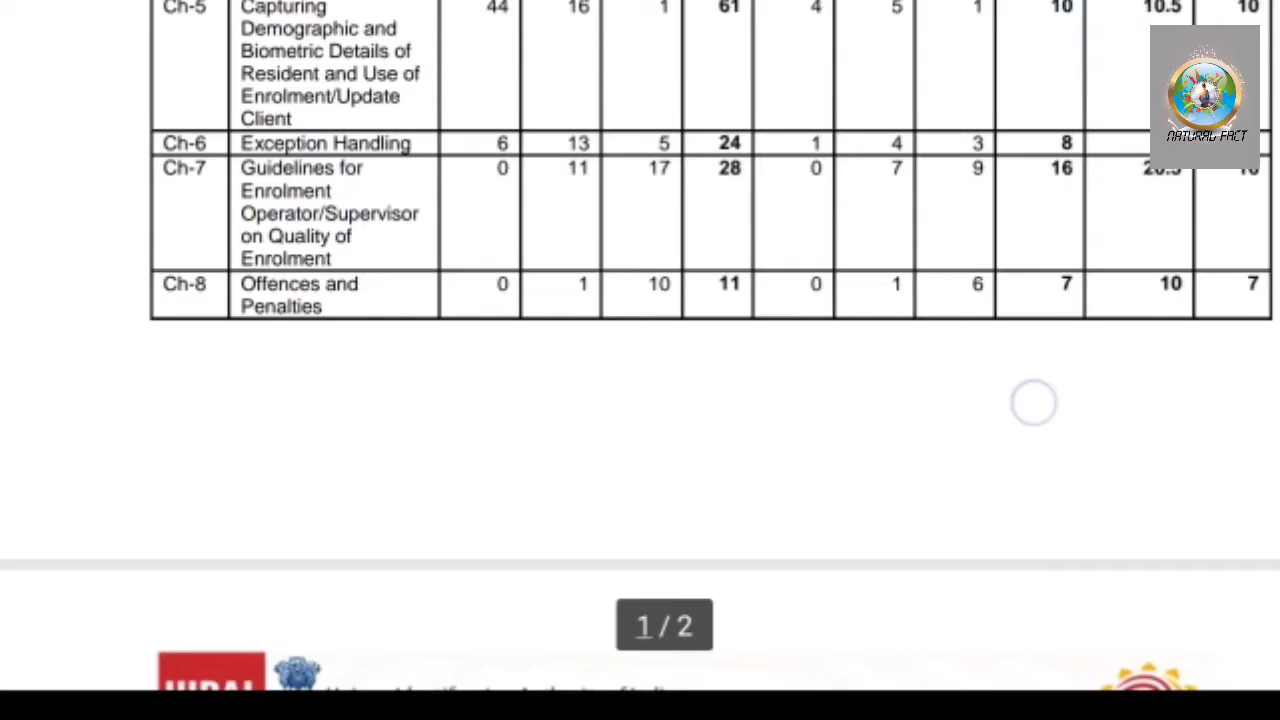 Ch-5 Capturing 44 16 1 61 4 5 1 10 10.5 10
Demographic and
Biometric Details of
Resident and Use of
Enrolment/Update
Client
Ch-6 Exception Handling 6 13 5 24 1 4 3 8
Ch-7 Guidelines for 0 11 17 28 0 7 9 16
Enrolment
Operator/Supervisor
on Quality of
Enrolment
Ch-8 Offences and 0 1 10 11 0 1 6 7 10 7
Penalties
NATURAL FACT
1 / 2
UIDAI